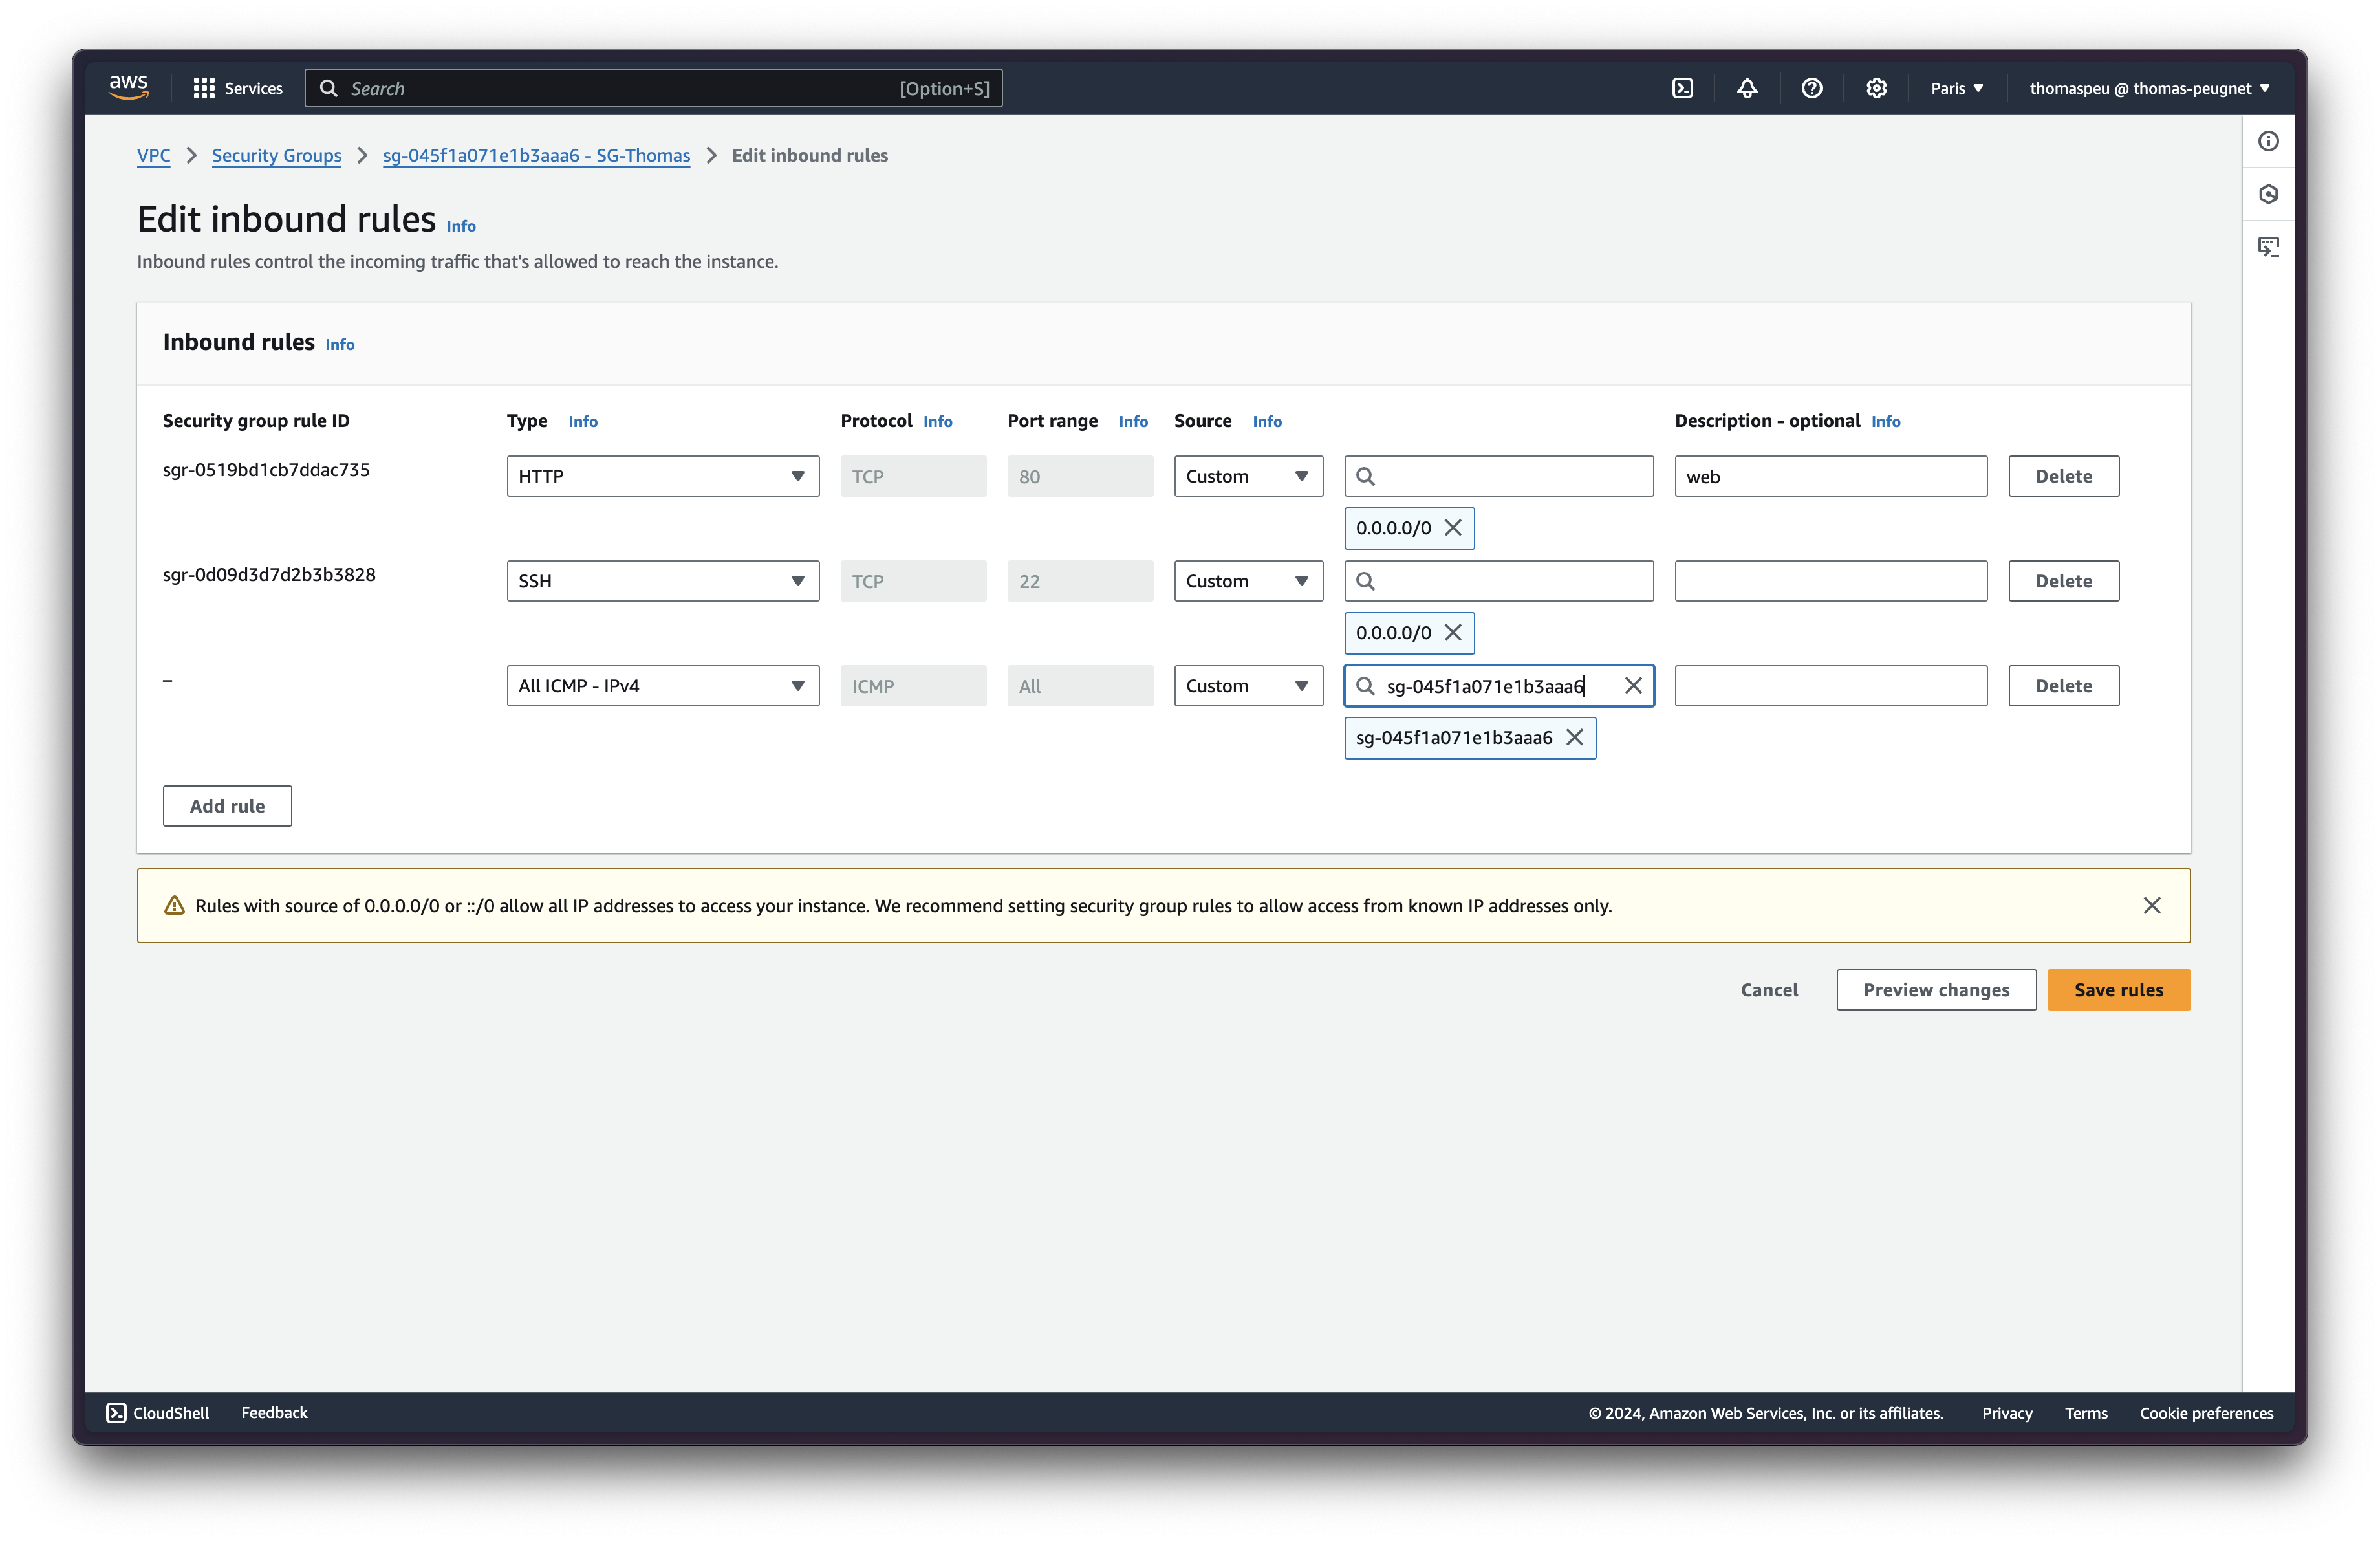 aws Services Search [Option+S] Paris thomaspeu @ thomas-peugnet
VPC Security Groups sg-045f1a071e1b3aaa6 - SG-Thomas Edit inbound rules
Edit inbound rules Info
Inbound rules control the incoming traffic that's allowed to reach the instance.
Inbound rules Info
Security group rule ID Type Info Protocol Info Port range Info Source Info Description - optional Info
sgr-0519bd1cb7ddac735 HTTP TCP 80 Custom web Delete
0.0.0.0/0
sgr-0d09d3d7d2b3b3828 SSH TCP 22 Custom Delete
0.0.0.0/0
– All ICMP - IPv4 ICMP All Custom sg-045f1a071e1b3aaa6 Delete
sg-045f1a071e1b3aaa6
Add rule
Rules with source of 0.0.0.0/0 or ::/0 allow all IP addresses to access your instance. We recommend setting security group rules to allow access from known IP addresses only.
Cancel Preview changes Save rules
CloudShell Feedback © 2024, Amazon Web Services, Inc. or its affiliates. Privacy Terms Cookie preferences